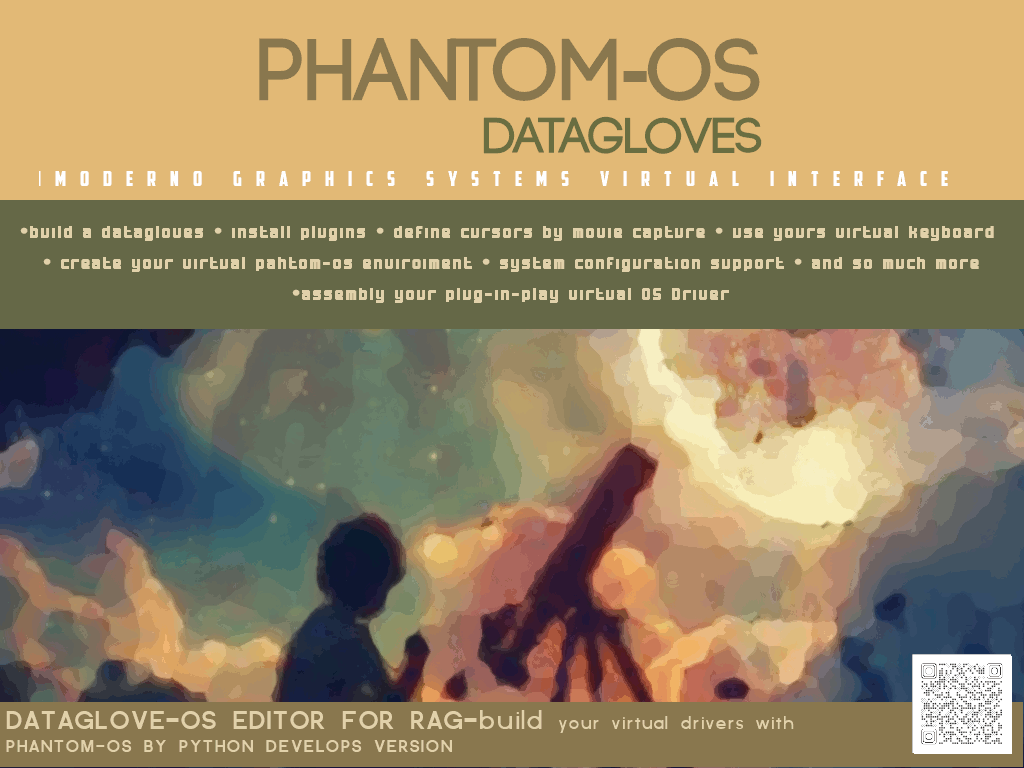 PHANTOM-OS
DATAGLOVES
MODERNO GRAPHICS SYSTEMS VIRTUAL INTERFACE
•build a datagloves • install plugins • define cursors by movie capture • use yours virtual keyboard
• create your virtual pahtom-os enviroiment • system configuration support • and so much more
•assembly your plug-in-play virtual OS Driver
DATAGLOVE-OS EDITOR FOR RAG-build your virtual drivers with
PHANTOM-OS BY PYTHON DEVELOPS VERSION